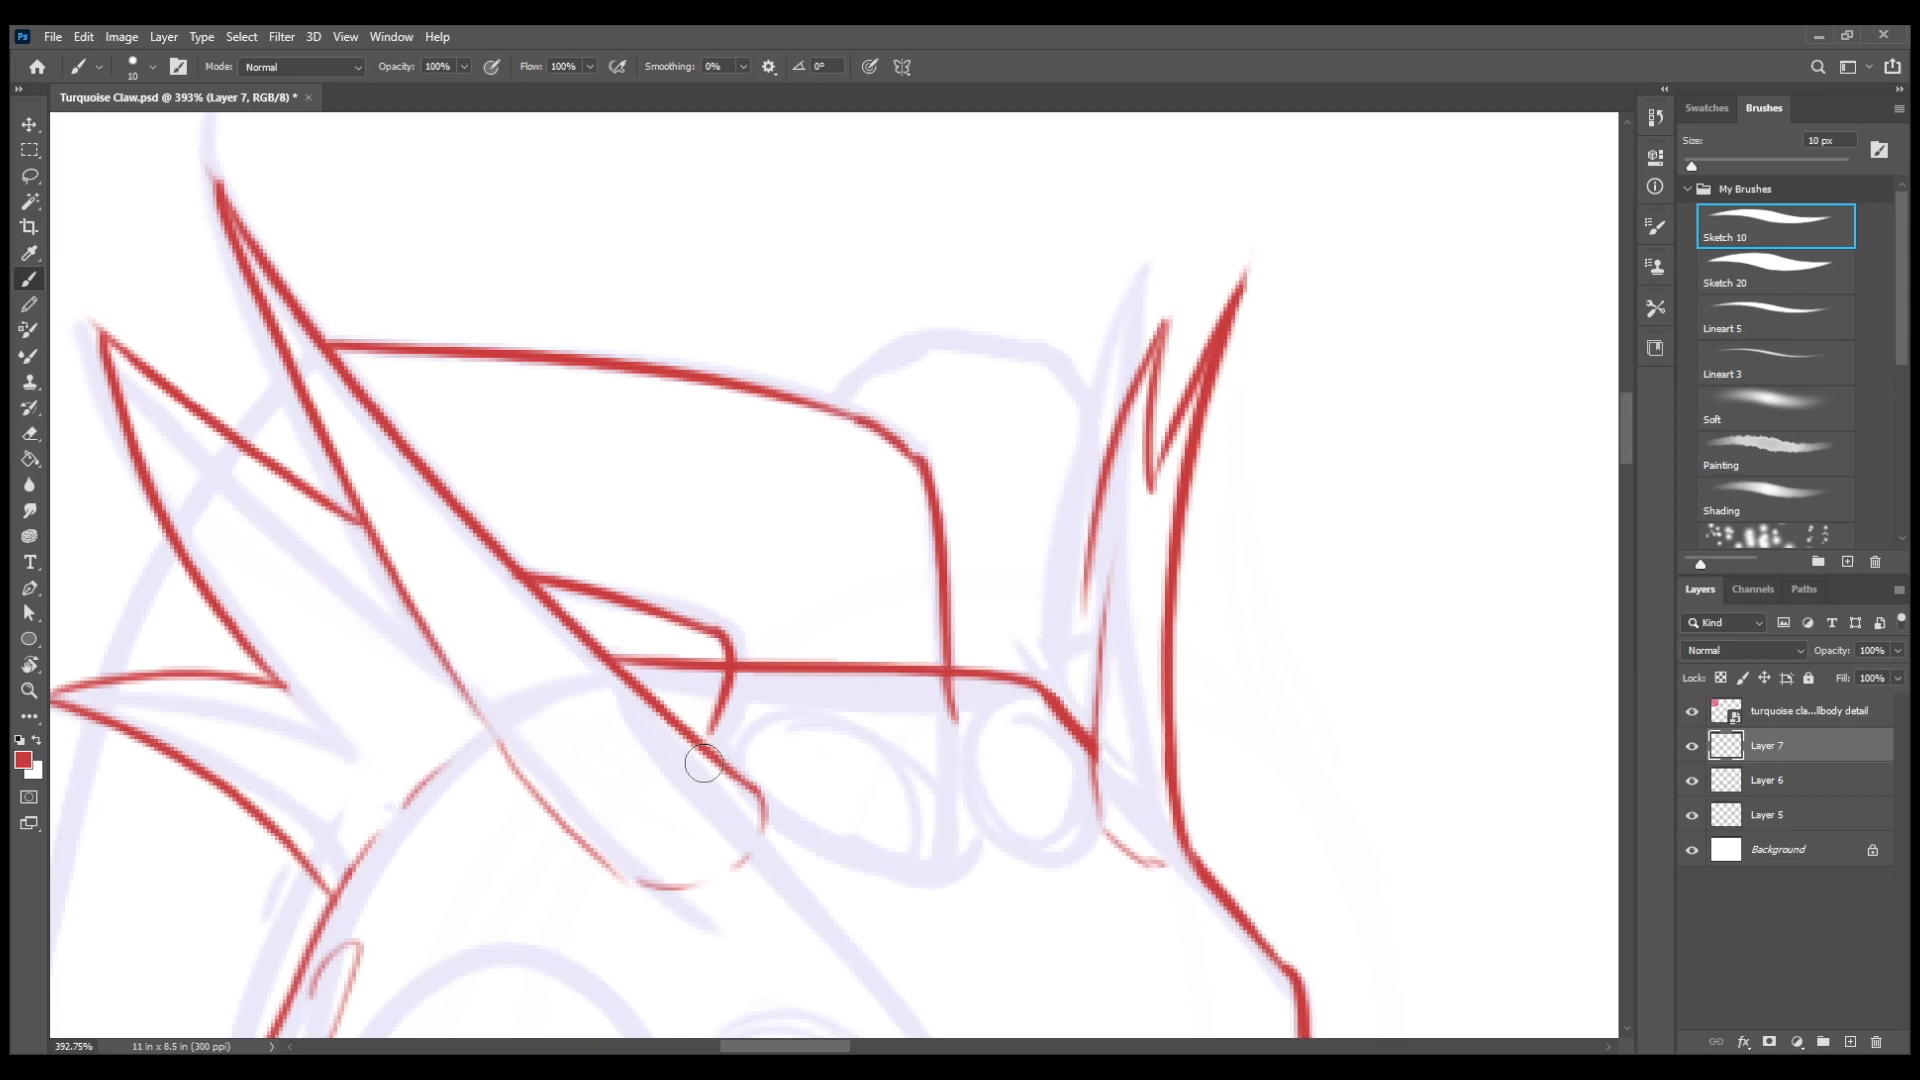 Ps File Edit Image Layer Type Select Filter 3D View Window Help
10 Mode: Normal Opacity: 100% Flow: 100% Smoothing: 0% 0°
Turquoise Claw.psd @ 393% (Layer 7, RGB/8) *
Swatches Brushes
Size: 10 px
My Brushes
Sketch 10
Sketch 20
Lineart 5
Lineart 3
Soft
Painting
Shading
Layers Channels Paths
Kind
Normal Opacity: 100%
Lock: Fill: 100%
turquoise cla...llbody detail
Layer 7
Layer 6
Layer 5
Background
fx
392.75% 11 in x 8.5 in (300 ppi)